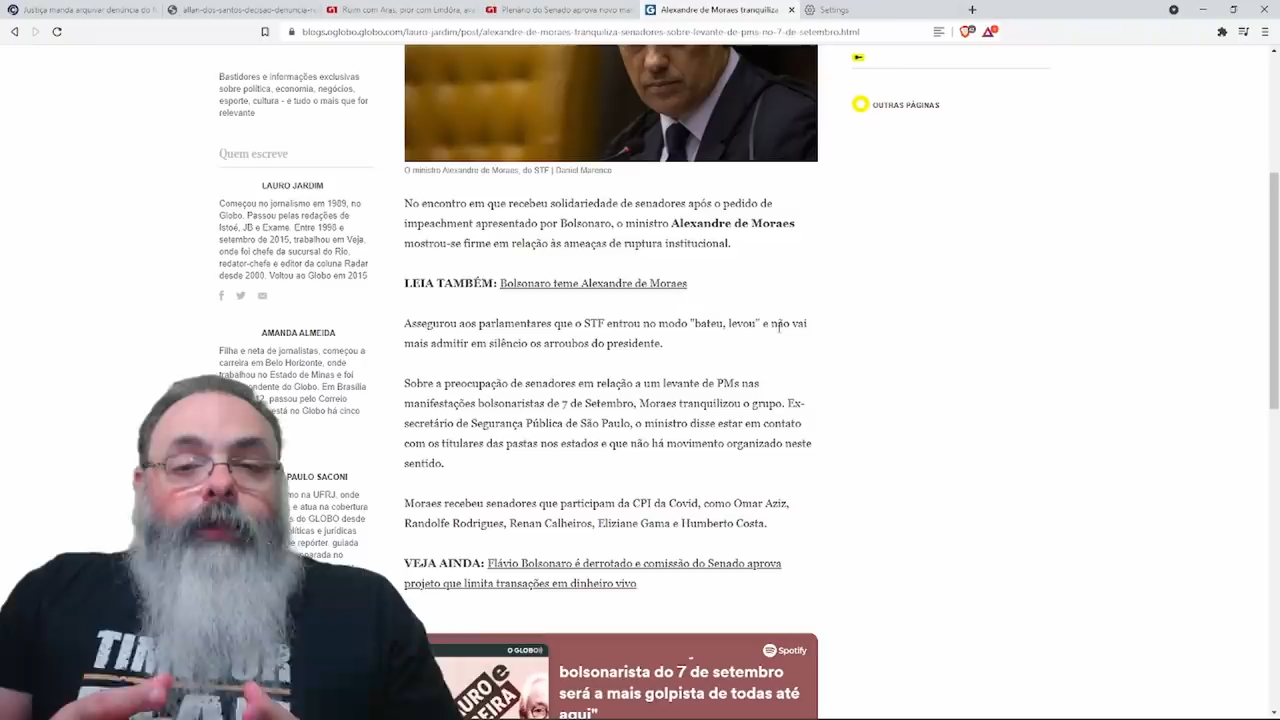 Justiça manda arquivar denúncia do f
allan-dos-santos-decisao-denuncia-r
Ruim com Aras, pior com Lindôra, ava
Plenário do Senado aprova novo man
Alexandre de Moraes tranquiliza
Settings
blogs.oglobo.globo.com/lauro-jardim/post/alexandre-de-moraes-tranquiliza-senadores-sobre-levante-de-pms-no-7-de-setembro.html
Bastidores e informações exclusivas
sobre política, economia, negócios,
esporte, cultura - e tudo o mais que for
relevante
Quem escreve
LAURO JARDIM
Começou no jornalismo em 1989, no
Globo. Passou pelas redações de
Istoé, JB e Exame. Entre 1998 e
setembro de 2015, trabalhou em Veja,
onde foi chefe da sucursal do Rio,
redator-chefe e editor da coluna Radar
desde 2000. Voltou ao Globo em 2015
AMANDA ALMEIDA
Filha e neta de jornalistas, começou a
carreira em Belo Horizonte, onde
trabalhou no Estado de Minas e foi
ondente do Globo. Em Brasília
12, passou pelo Correio
está no Globo há cinco
PAULO SACONI
mo na UFRJ, onde
e atua na cobertura
s do GLOBO desde
olíticas e jurídicas
e repórter, guiada
onerada no
OUTRAS PÁGINAS
O ministro Alexandre de Moraes, do STF | Daniel Marenco
No encontro em que recebeu solidariedade de senadores após o pedido de
impeachment apresentado por Bolsonaro, o ministro Alexandre de Moraes
mostrou-se firme em relação às ameaças de ruptura institucional.
LEIA TAMBÉM: Bolsonaro teme Alexandre de Moraes
Assegurou aos parlamentares que o STF entrou no modo "bateu, levou" e não vai
mais admitir em silêncio os arroubos do presidente.
Sobre a preocupação de senadores em relação a um levante de PMs nas
manifestações bolsonaristas de 7 de Setembro, Moraes tranquilizou o grupo. Ex-
secretário de Segurança Pública de São Paulo, o ministro disse estar em contato
com os titulares das pastas nos estados e que não há movimento organizado neste
sentido.
Moraes recebeu senadores que participam da CPI da Covid, como Omar Aziz,
Randolfe Rodrigues, Renan Calheiros, Eliziane Gama e Humberto Costa.
VEJA AINDA: Flávio Bolsonaro é derrotado e comissão do Senado aprova
projeto que limita transações em dinheiro vivo
O GLOBO
Spotify
bolsonarista do 7 de setembro
será a mais golpista de todas até
aqui"